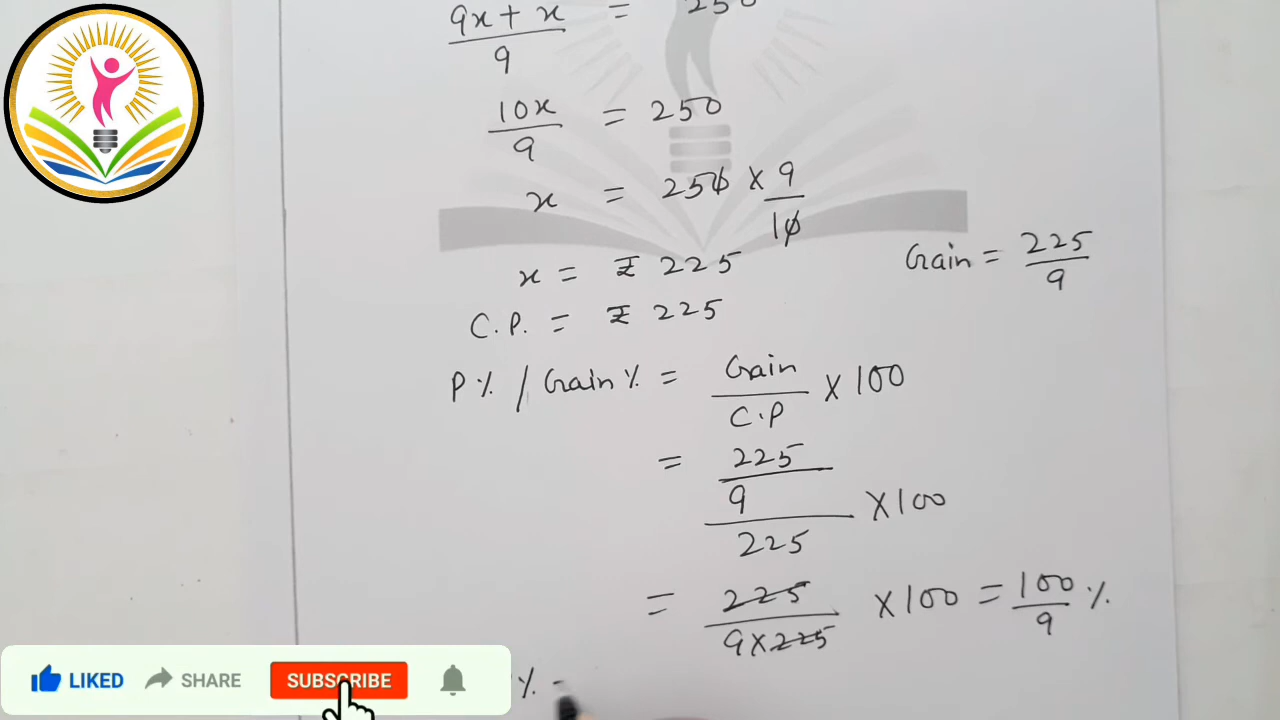 9x + x / 9 = 250
10x / 9 = 250
x = 250 × 9 / 10
x = ₹ 225
Gain = 225 / 9
C.P. = ₹ 225
P% / Gain% = Gain / C.P × 100
= 225 / 9 / 225 × 100
= 225 / 9×225 × 100 = 100 / 9 %
% =
LIKED SHARE SUBSCRIBE